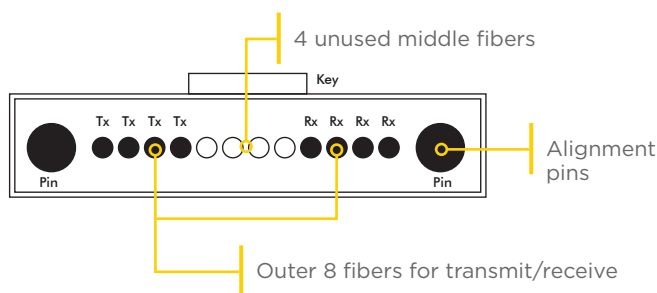 4 unused middle fibers
Key
Tx Tx Tx Tx Rx Rx Rx Rx
Alignment
pins
Pin Pin
Outer 8 fibers for transmit/receive